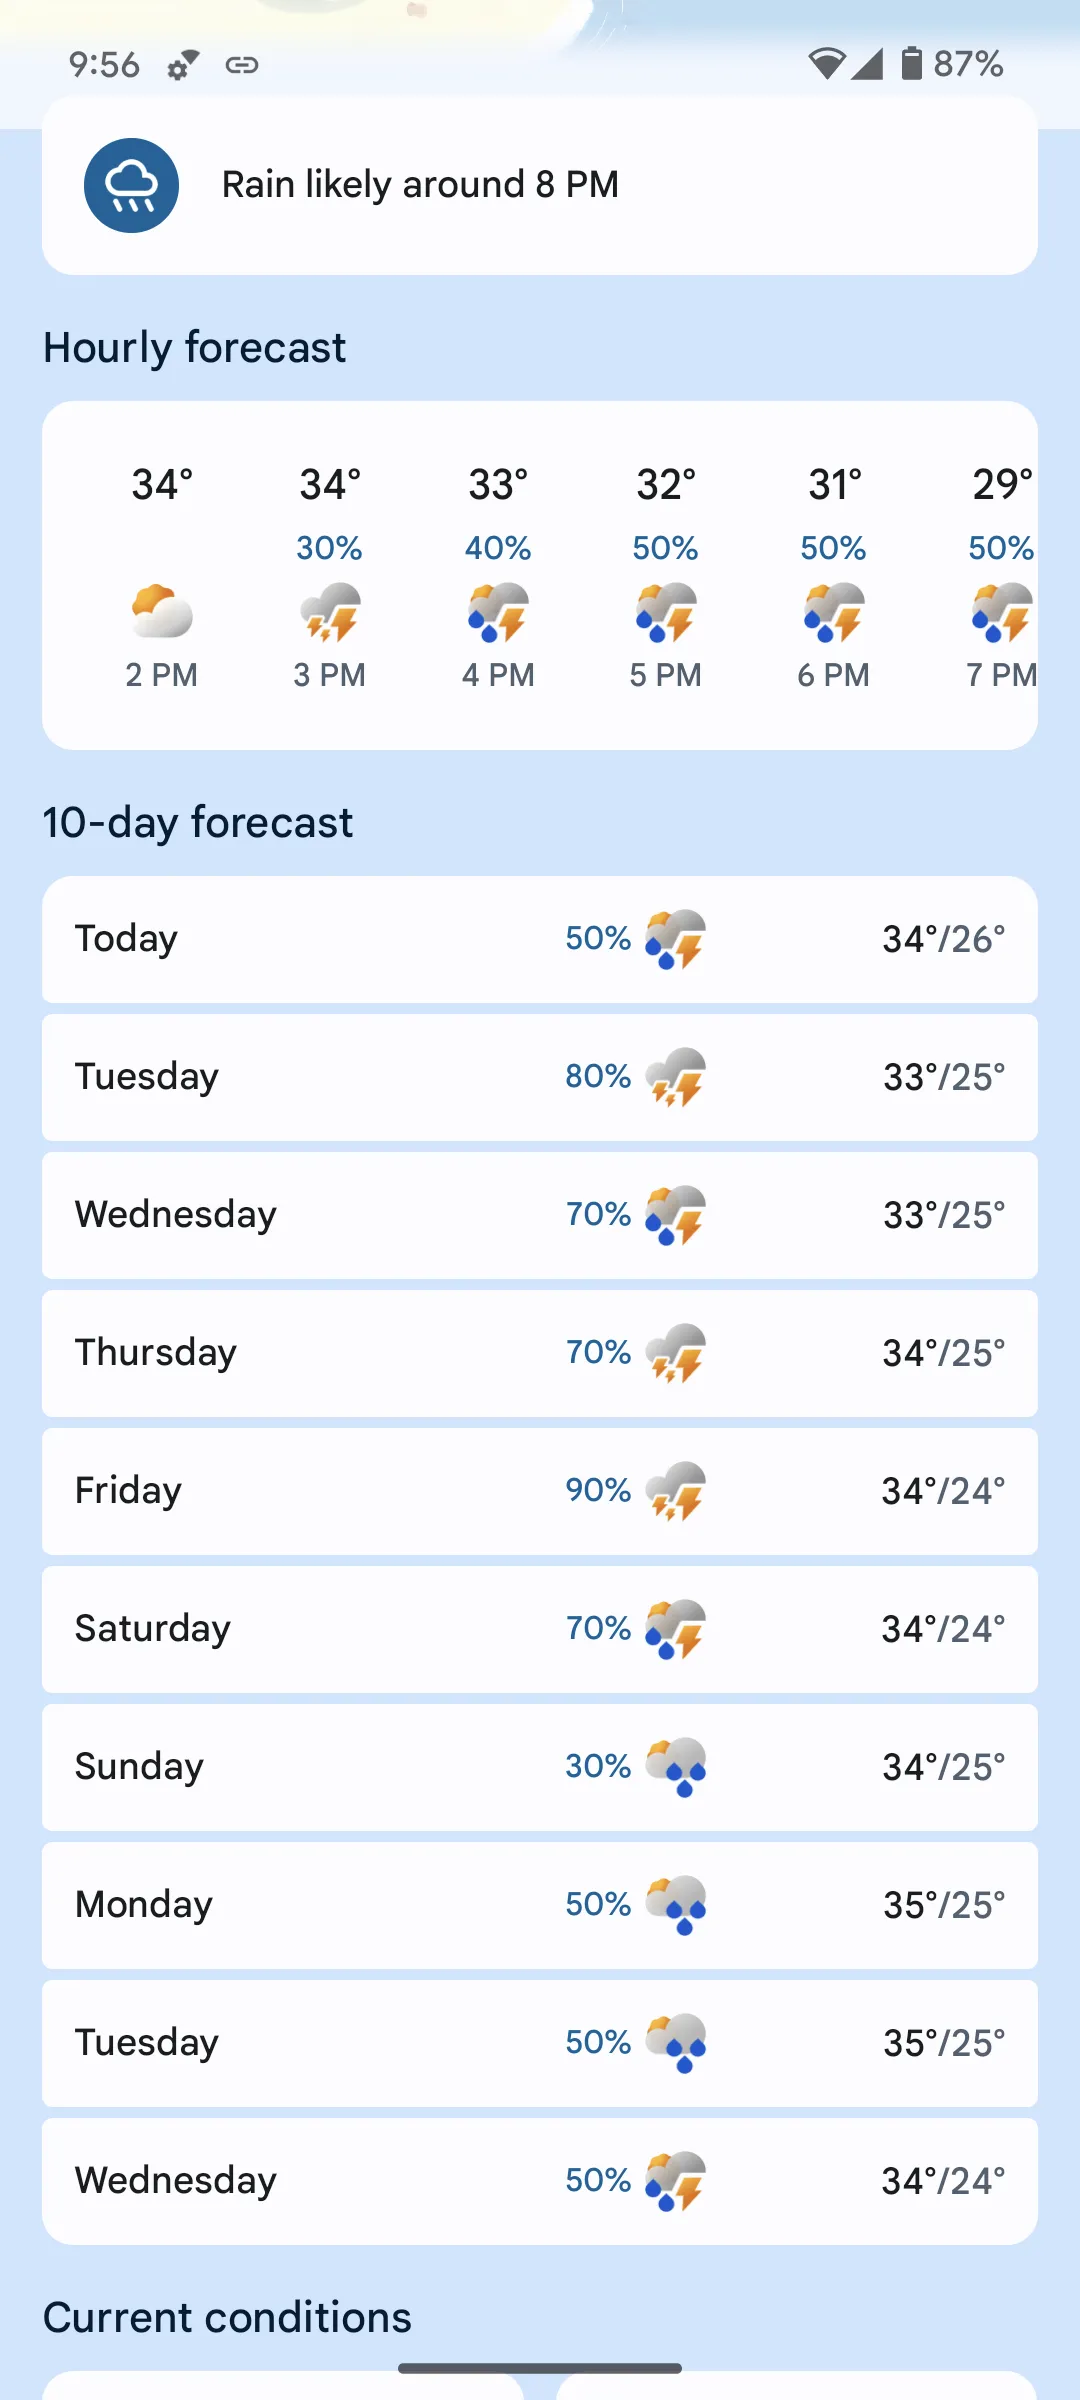 9:56 87%
Rain likely around 8 PM
Hourly forecast
34° 34° 33° 32° 31° 29°
30% 40% 50% 50% 50%
2 PM 3 PM 4 PM 5 PM 6 PM 7 PM
10-day forecast
Today 50% 34°/26°
Tuesday 80% 33°/25°
Wednesday 70% 33°/25°
Thursday 70% 34°/25°
Friday 90% 34°/24°
Saturday 70% 34°/24°
Sunday 30% 34°/25°
Monday 50% 35°/25°
Tuesday 50% 35°/25°
Wednesday 50% 34°/24°
Current conditions